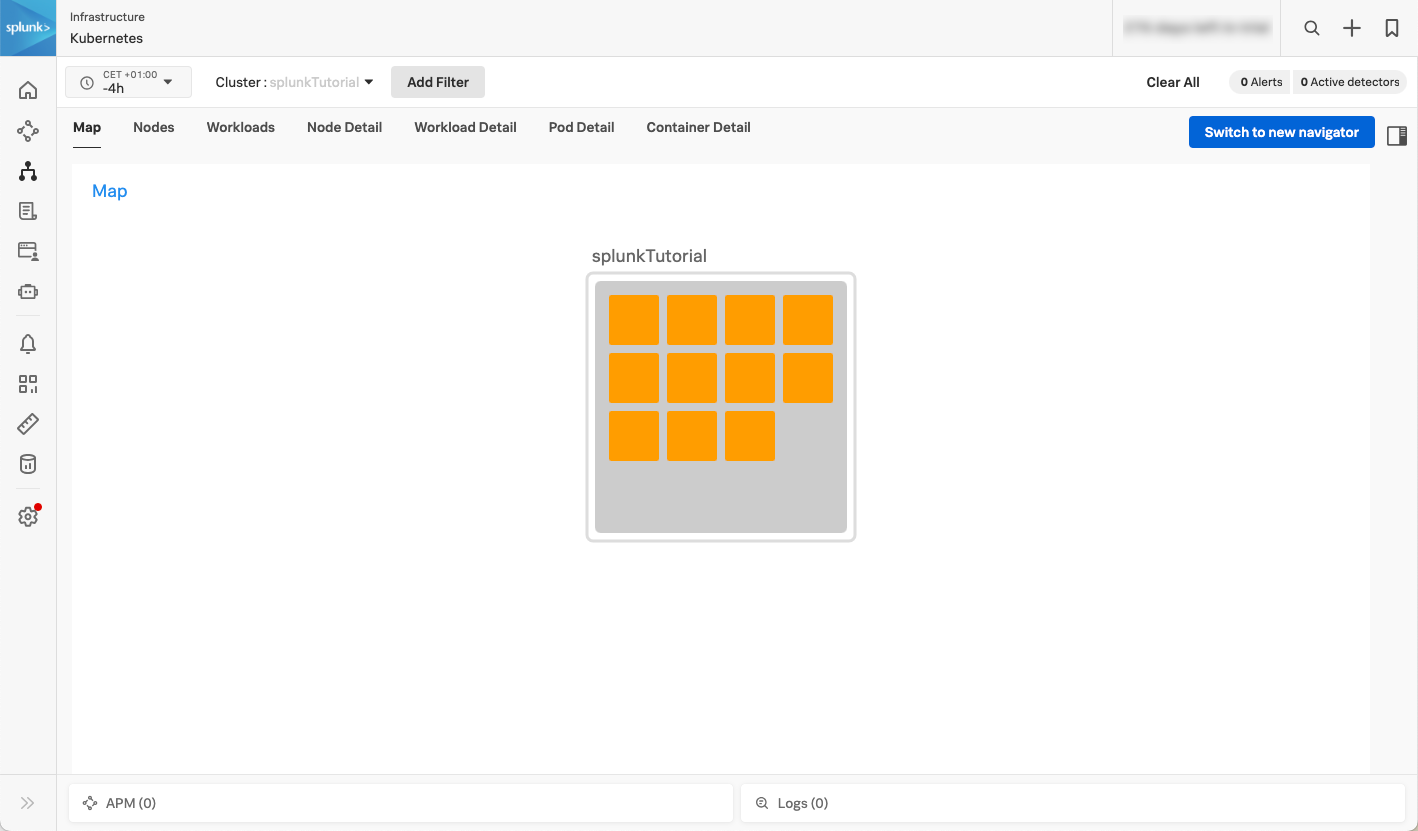 splunk>
Infrastructure
Kubernetes
CET +01:00
-4h
Cluster : splunkTutorial
Add Filter
Clear All
0 Alerts
0 Active detectors
Map
Nodes
Workloads
Node Detail
Workload Detail
Pod Detail
Container Detail
Switch to new navigator
Map
splunkTutorial
APM (0)
Logs (0)